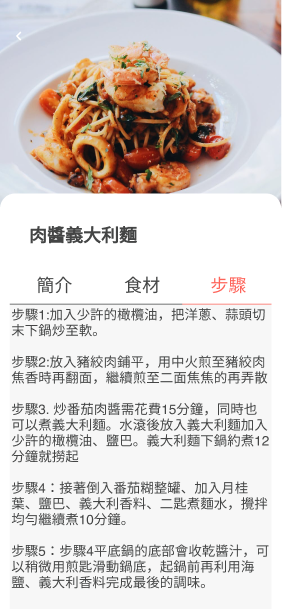 肉醬義大利麵
簡介 食材 步驟
步驟1:加入少許的橄欖油，把洋蔥、蒜頭切
末下鍋炒至軟。
步驟2:放入豬絞肉鋪平，用中火煎至豬絞肉
焦香時再翻面，繼續煎至二面焦焦的再弄散
步驟3. 炒番茄肉醬需花費15分鐘，同時也
可以煮義大利麵。水滾後放入義大利麵加入
少許的橄欖油、鹽巴。義大利麵下鍋約煮12
分鐘就撈起
步驟4：接著倒入番茄糊整罐、加入月桂
葉、鹽巴、義大利香料、二匙煮麵水，攪拌
均勻繼續煮10分鐘。
步驟5：步驟4平底鍋的底部會收乾醬汁，可
以稍微用煎匙滑動鍋底，起鍋前再利用海
鹽、義大利香料完成最後的調味。